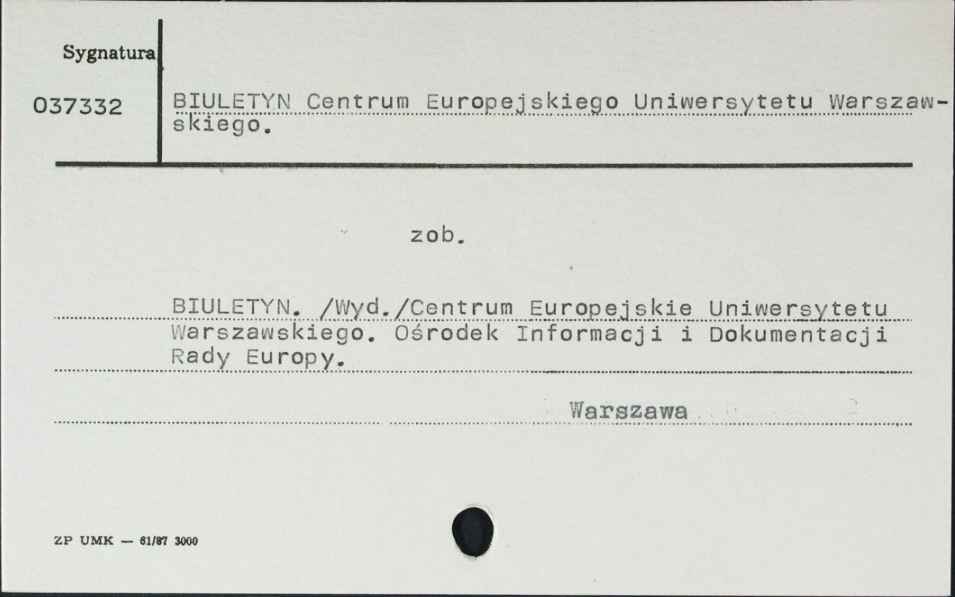 Sygnatura
037332
BIULETYN Centrum Europejskiego Uniwersytetu Warszaw-
skiego.
zob.
BIULETYN. /Wyd./Centrum Europejskie Uniwersytetu
Warszawskiego. Ośrodek Informacji i Dokumentacji
Rady Europy.
Warszawa
ZP UMK — 61/87 3000